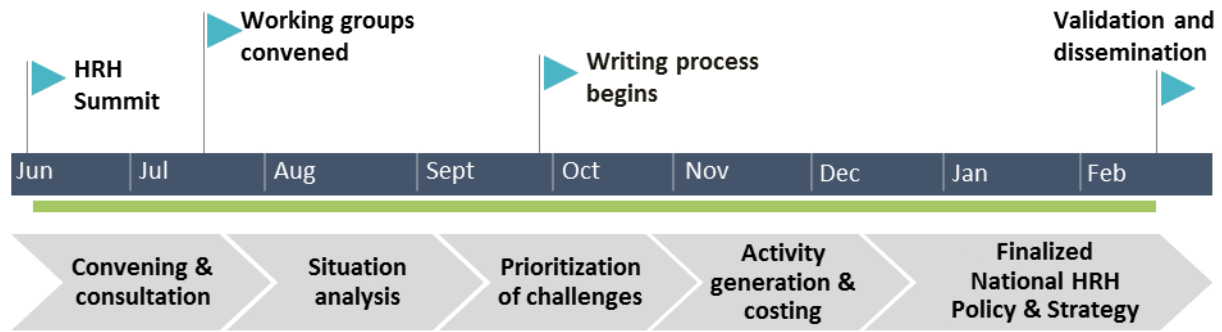 Working groups
convened
Validation and
dissemination
HRH
Summit
Writing process
begins
Jun Jul Aug Sept Oct Nov Dec Jan Feb
Convening &
consultation
Situation
analysis
Prioritization
of challenges
Activity
generation &
costing
Finalized
National HRH
Policy & Strategy